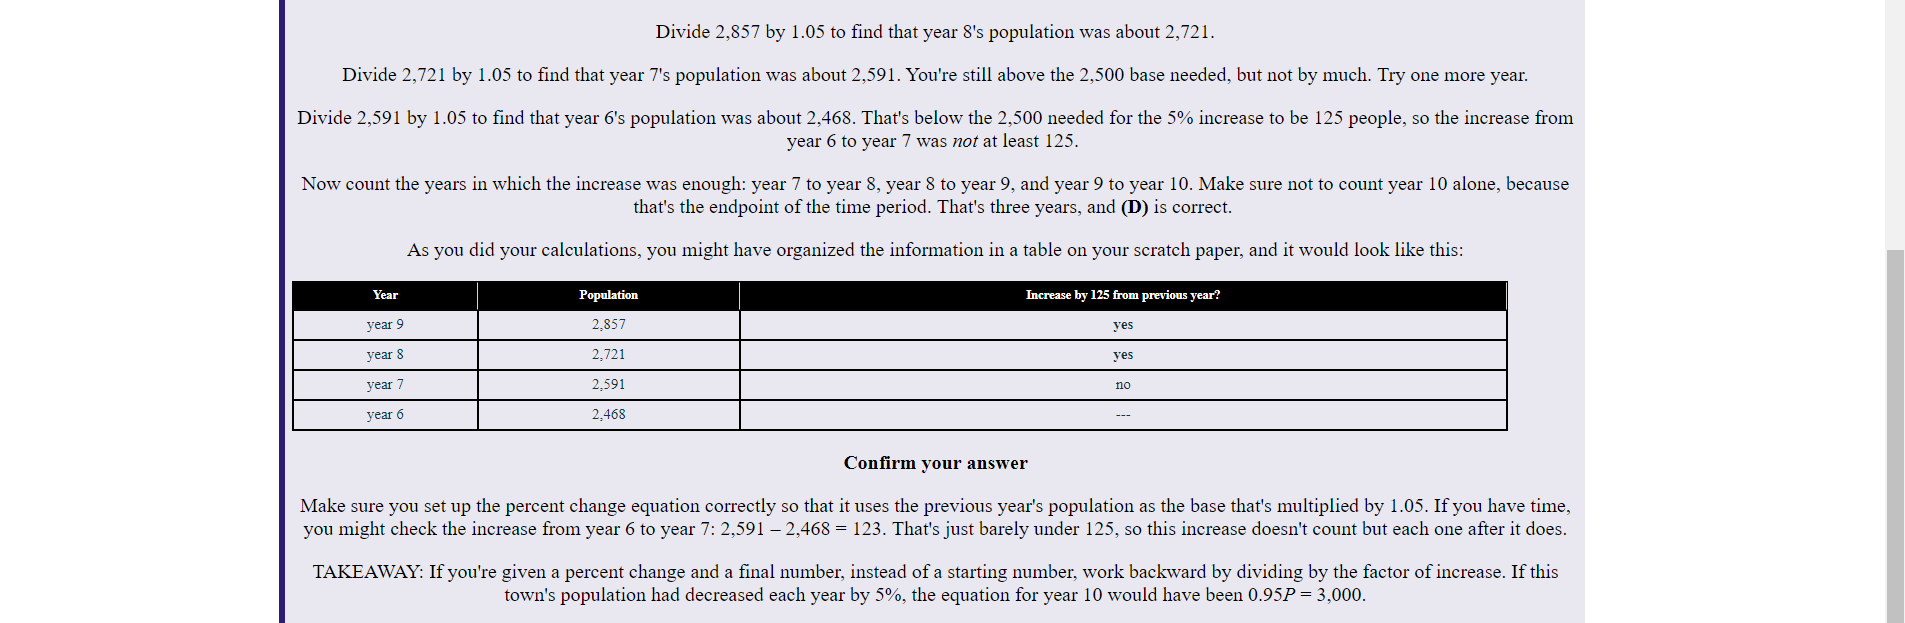 Divide 2,857 by 1.05 to find that year 8's population was about 2,721.
Divide 2,721 by 1.05 to find that year 7's population was about 2,591. You're still above the 2,500 base needed, but not by much. Try one more year.
Divide 2,591 by 1.05 to find that year 6's population was about 2,468. That's below the 2,500 needed for the 5% increase to be 125 people, so the increase from
year 6 to year 7 was not at least 125.
Now count the years in which the increase was enough: year 7 to year 8, year 8 to year 9, and year 9 to year 10. Make sure not to count year 10 alone, because
that's the endpoint of the time period. That's three years, and (D) is correct.
As you did your calculations, you might have organized the information in a table on your scratch paper, and it would look like this:
Year Population Increase by 125 from previous year?
year 9 2,857 yes
year 8 2,721 yes
year 7 2,591 no
year 6 2,468 ---
Confirm your answer
Make sure you set up the percent change equation correctly so that it uses the previous year's population as the base that's multiplied by 1.05. If you have time,
you might check the increase from year 6 to year 7: 2,591 – 2,468 = 123. That's just barely under 125, so this increase doesn't count but each one after it does.
TAKEAWAY: If you're given a percent change and a final number, instead of a starting number, work backward by dividing by the factor of increase. If this
town's population had decreased each year by 5%, the equation for year 10 would have been 0.95P = 3,000.